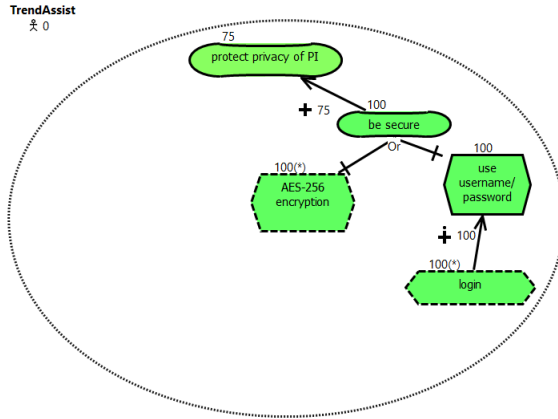 TrendAssist
0
75
protect privacy of PI
75
100
be secure
Or
100(*)
AES-256
encryption
100
use
username/
password
100
100(*)
login